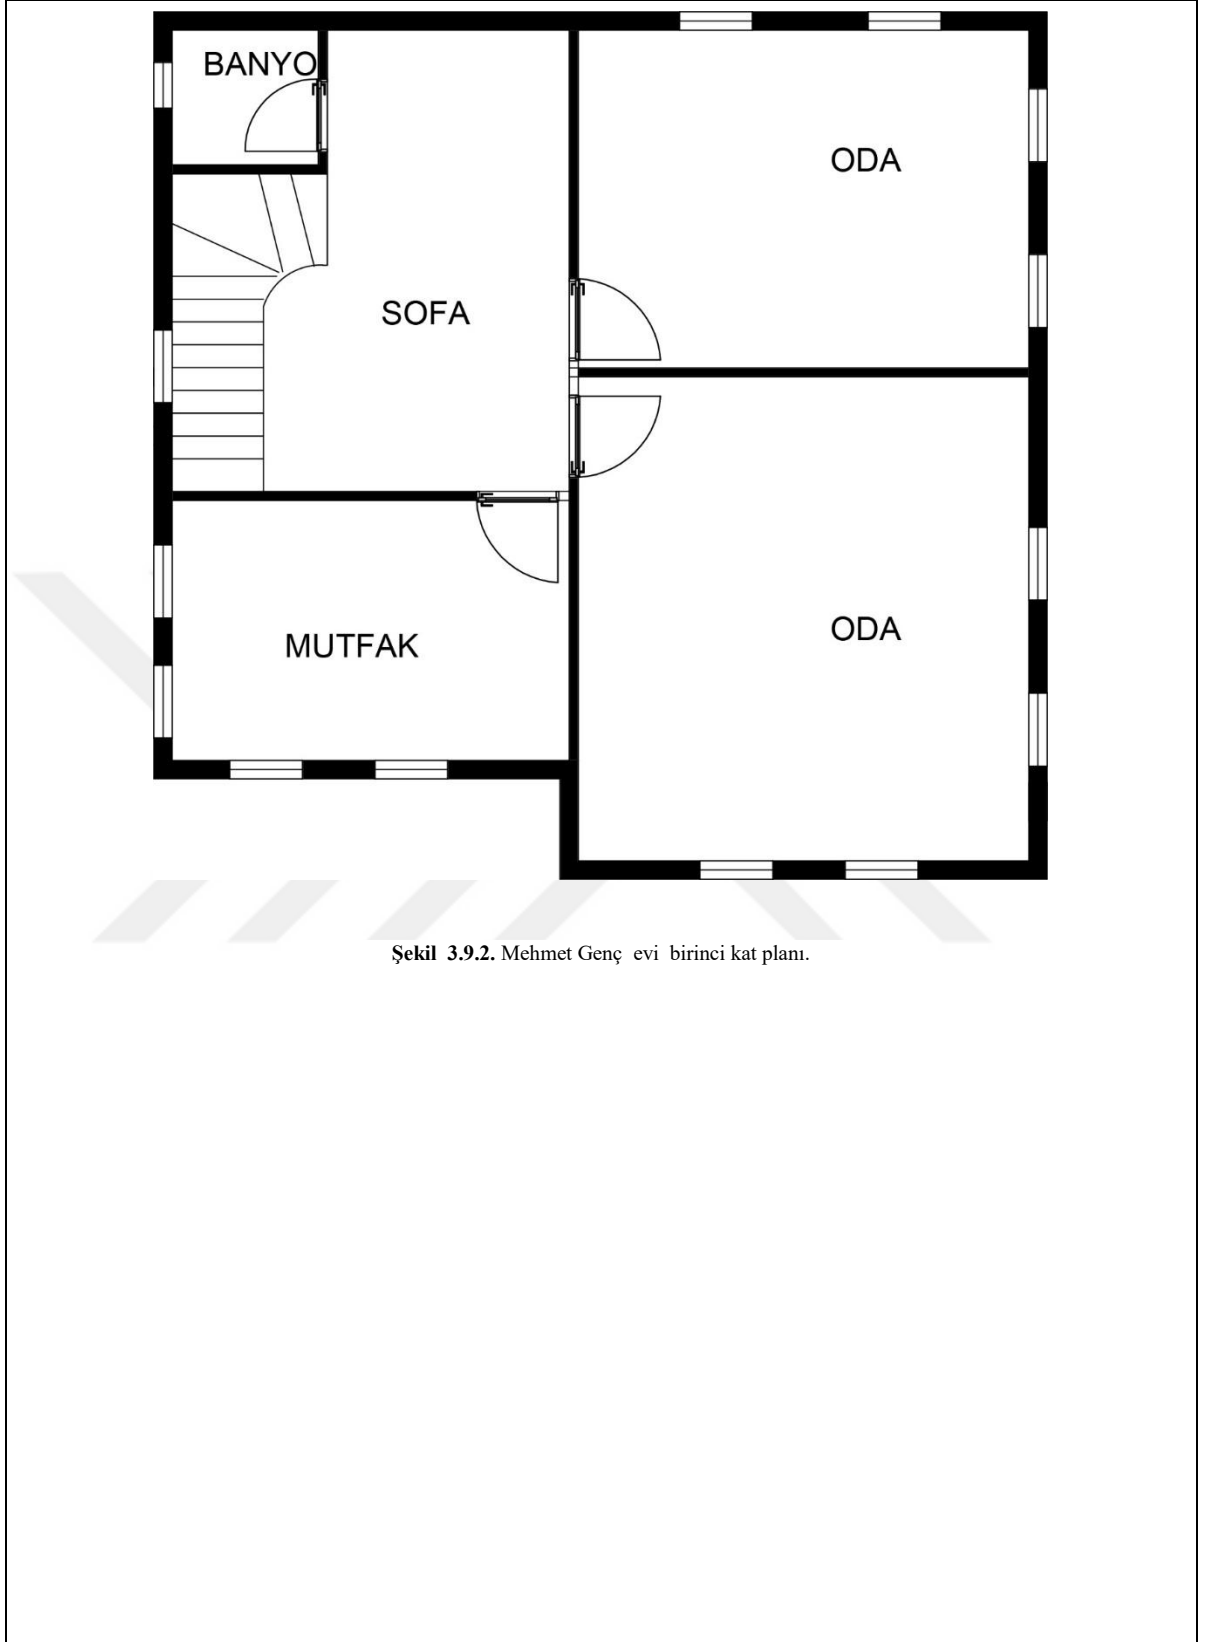 BANYO
ODA
SOFA
ODA
MUTFAK
Şekil 3.9.2. Mehmet Genç evi birinci kat planı.